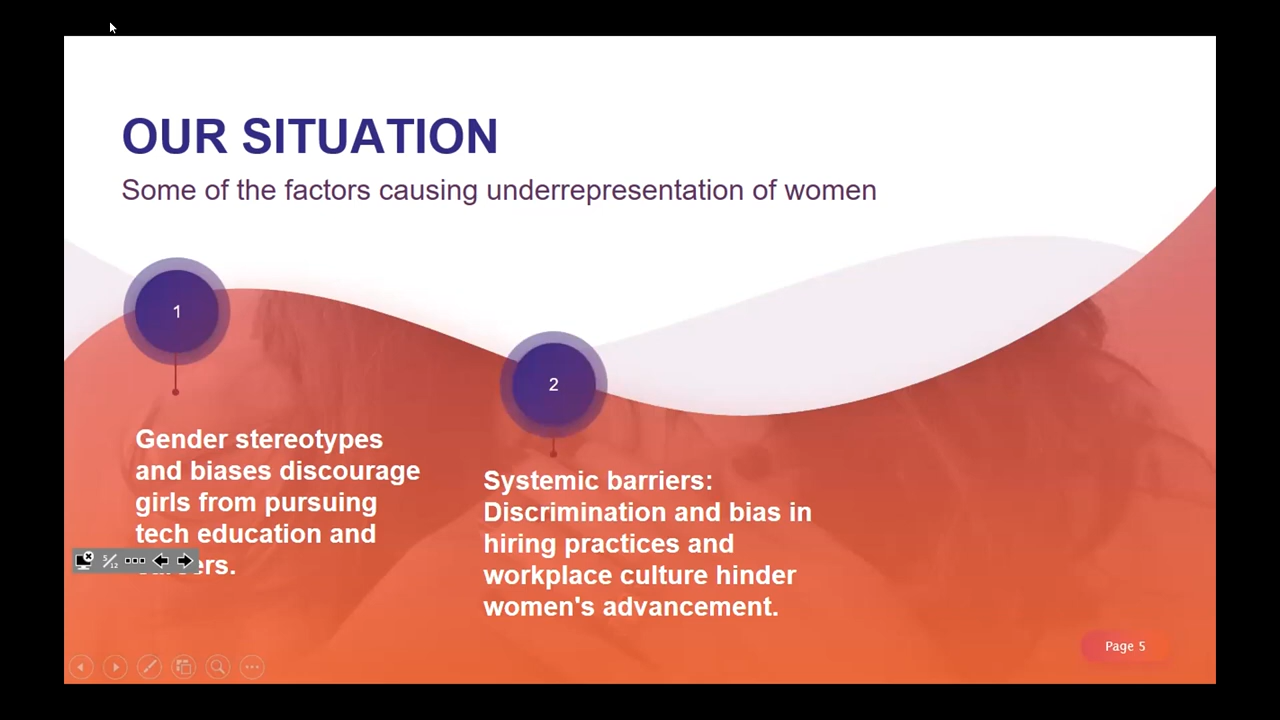 OUR SITUATION
Some of the factors causing underrepresentation of women
1
Gender stereotypes
and biases discourage
girls from pursuing
tech education and
5/12
2
Systemic barriers:
Discrimination and bias in
hiring practices and
workplace culture hinder
women's advancement.
Page 5